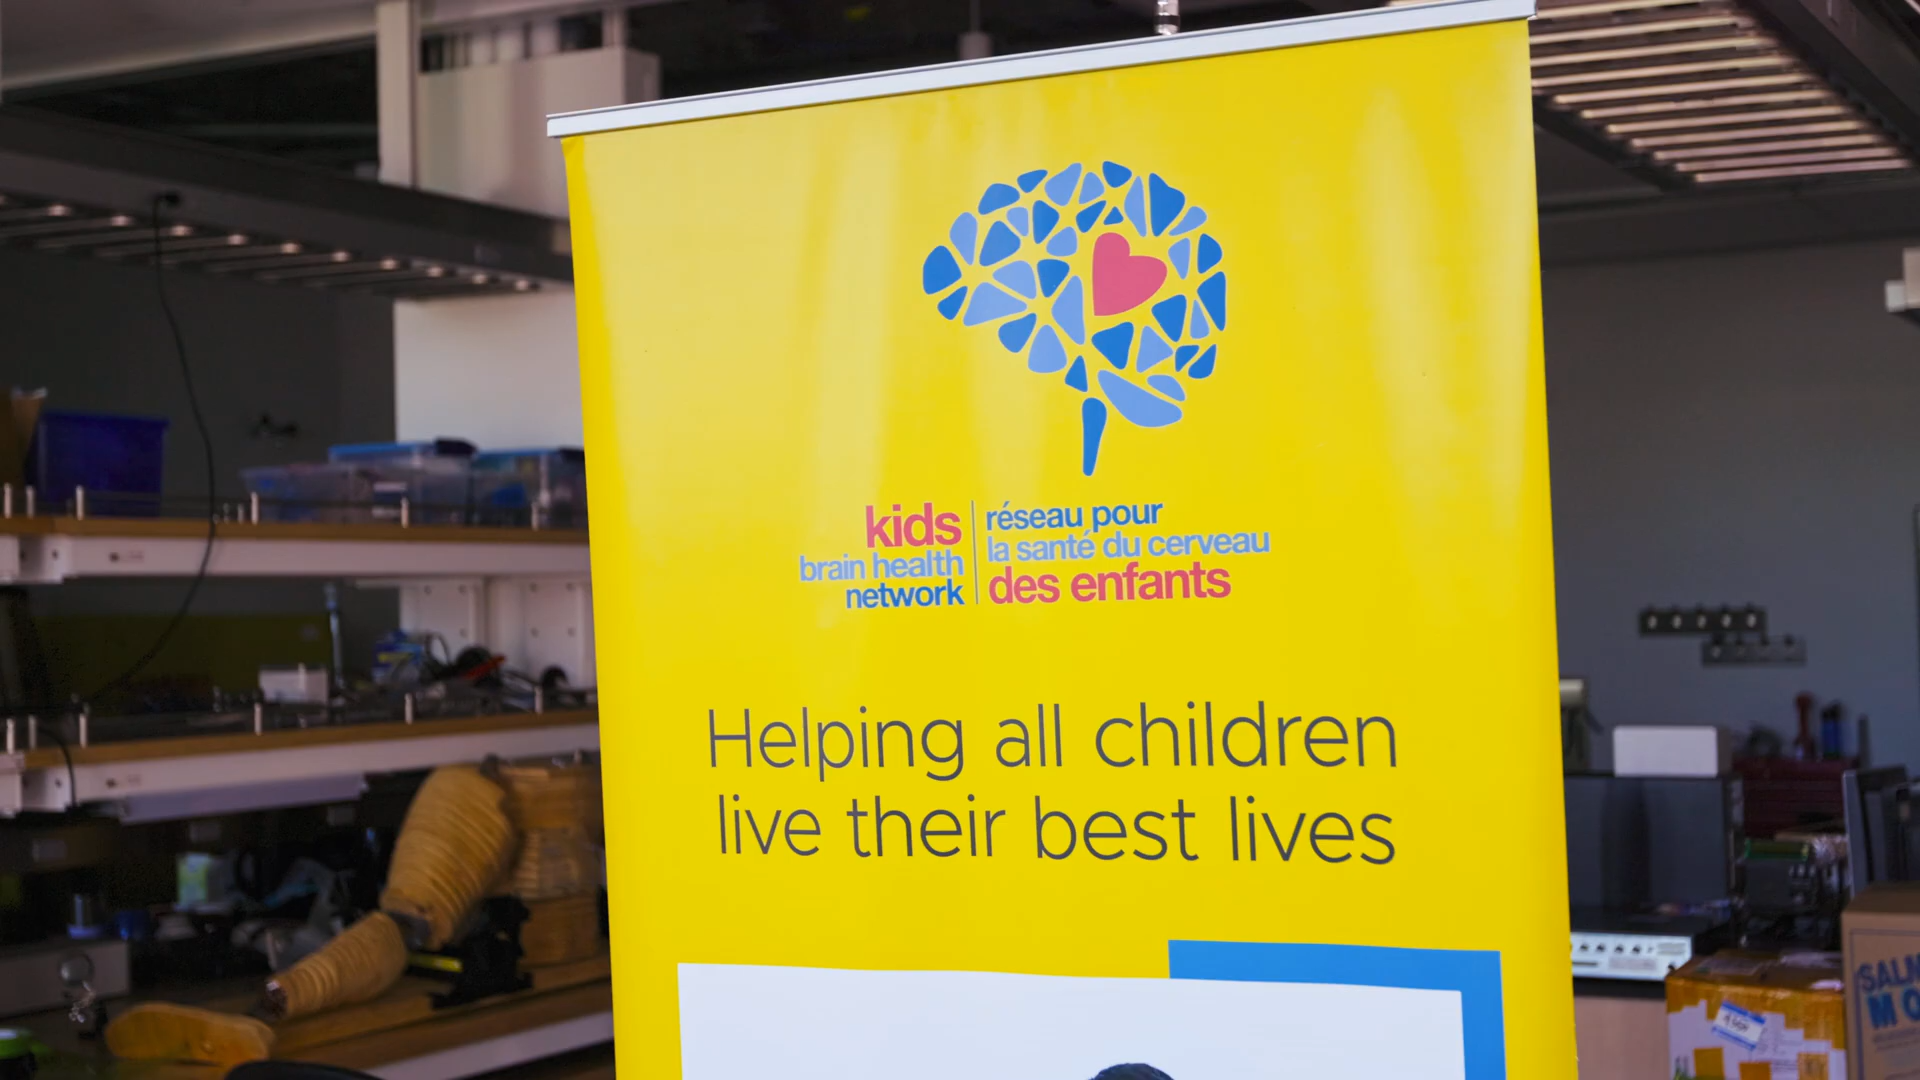 kids
brain health
network
réseau pour
la santé du cerveau
des enfants
Helping all children
live their best lives